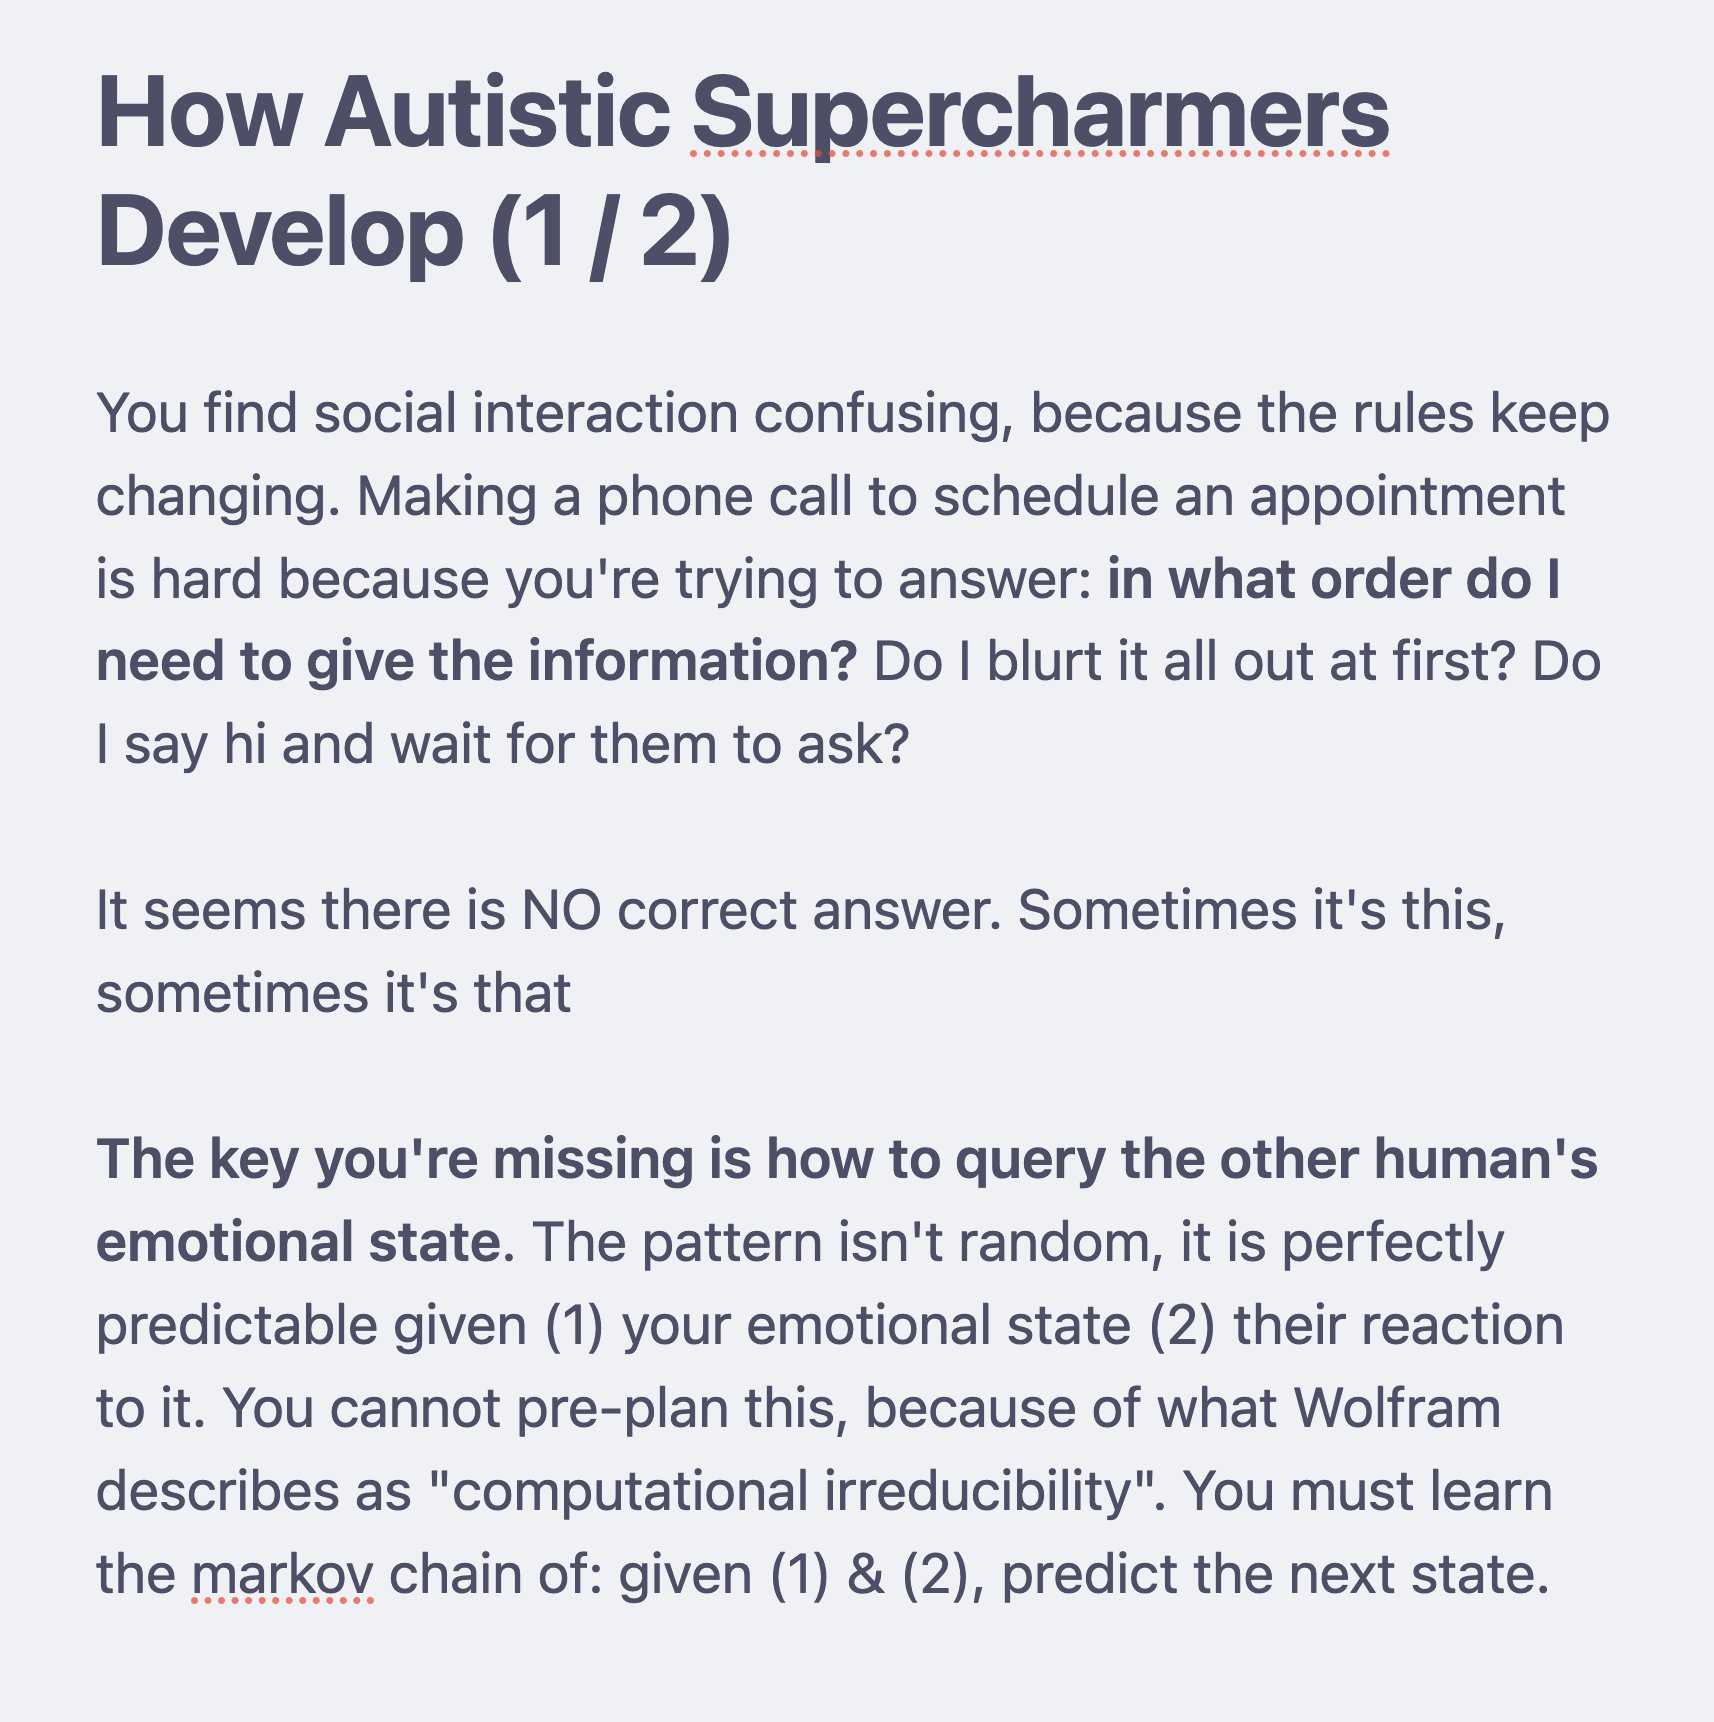 How Autistic Supercharmers
Develop (1 / 2)
You find social interaction confusing, because the rules keep
changing. Making a phone call to schedule an appointment
is hard because you're trying to answer: in what order do I
need to give the information? Do I blurt it all out at first? Do
I say hi and wait for them to ask?
It seems there is NO correct answer. Sometimes it's this,
sometimes it's that
The key you're missing is how to query the other human's
emotional state. The pattern isn't random, it is perfectly
predictable given (1) your emotional state (2) their reaction
to it. You cannot pre-plan this, because of what Wolfram
describes as "computational irreducibility". You must learn
the markov chain of: given (1) & (2), predict the next state.